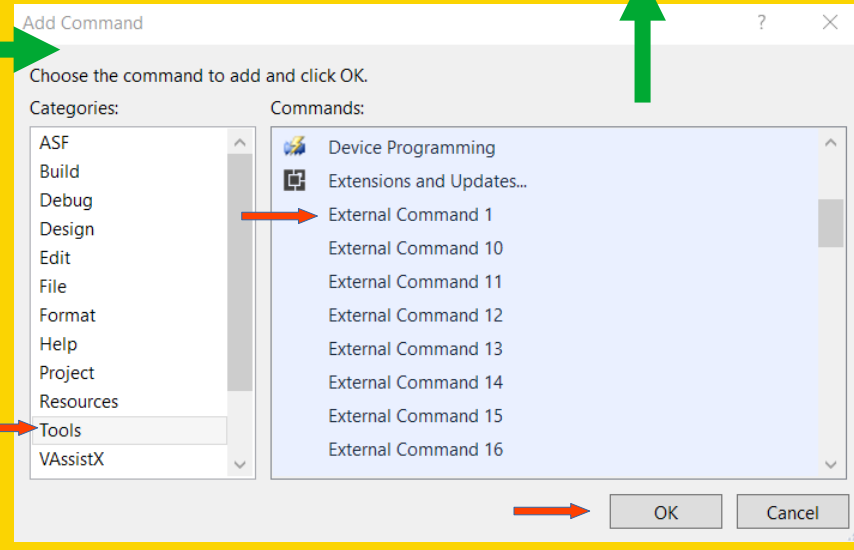 Add Command
?
Choose the command to add and click OK.
Categories:
Commands:
ASF
Build
Debug
Design
Edit
File
Format
Help
Project
Resources
Tools
VAssistX
Device Programming
Extensions and Updates...
External Command 1
External Command 10
External Command 11
External Command 12
External Command 13
External Command 14
External Command 15
External Command 16
OK
Cancel